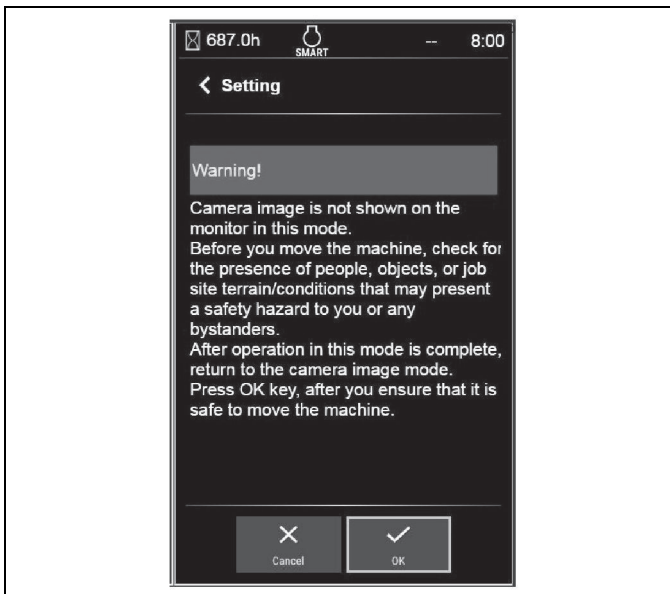 687.0h SMART -- 8:00
Setting
Warning!
Camera image is not shown on the
monitor in this mode.
Before you move the machine, check for
the presence of people, objects, or job
site terrain/conditions that may present
a safety hazard to you or any
bystanders.
After operation in this mode is complete,
return to the camera image mode.
Press OK key, after you ensure that it is
safe to move the machine.
Cancel OK